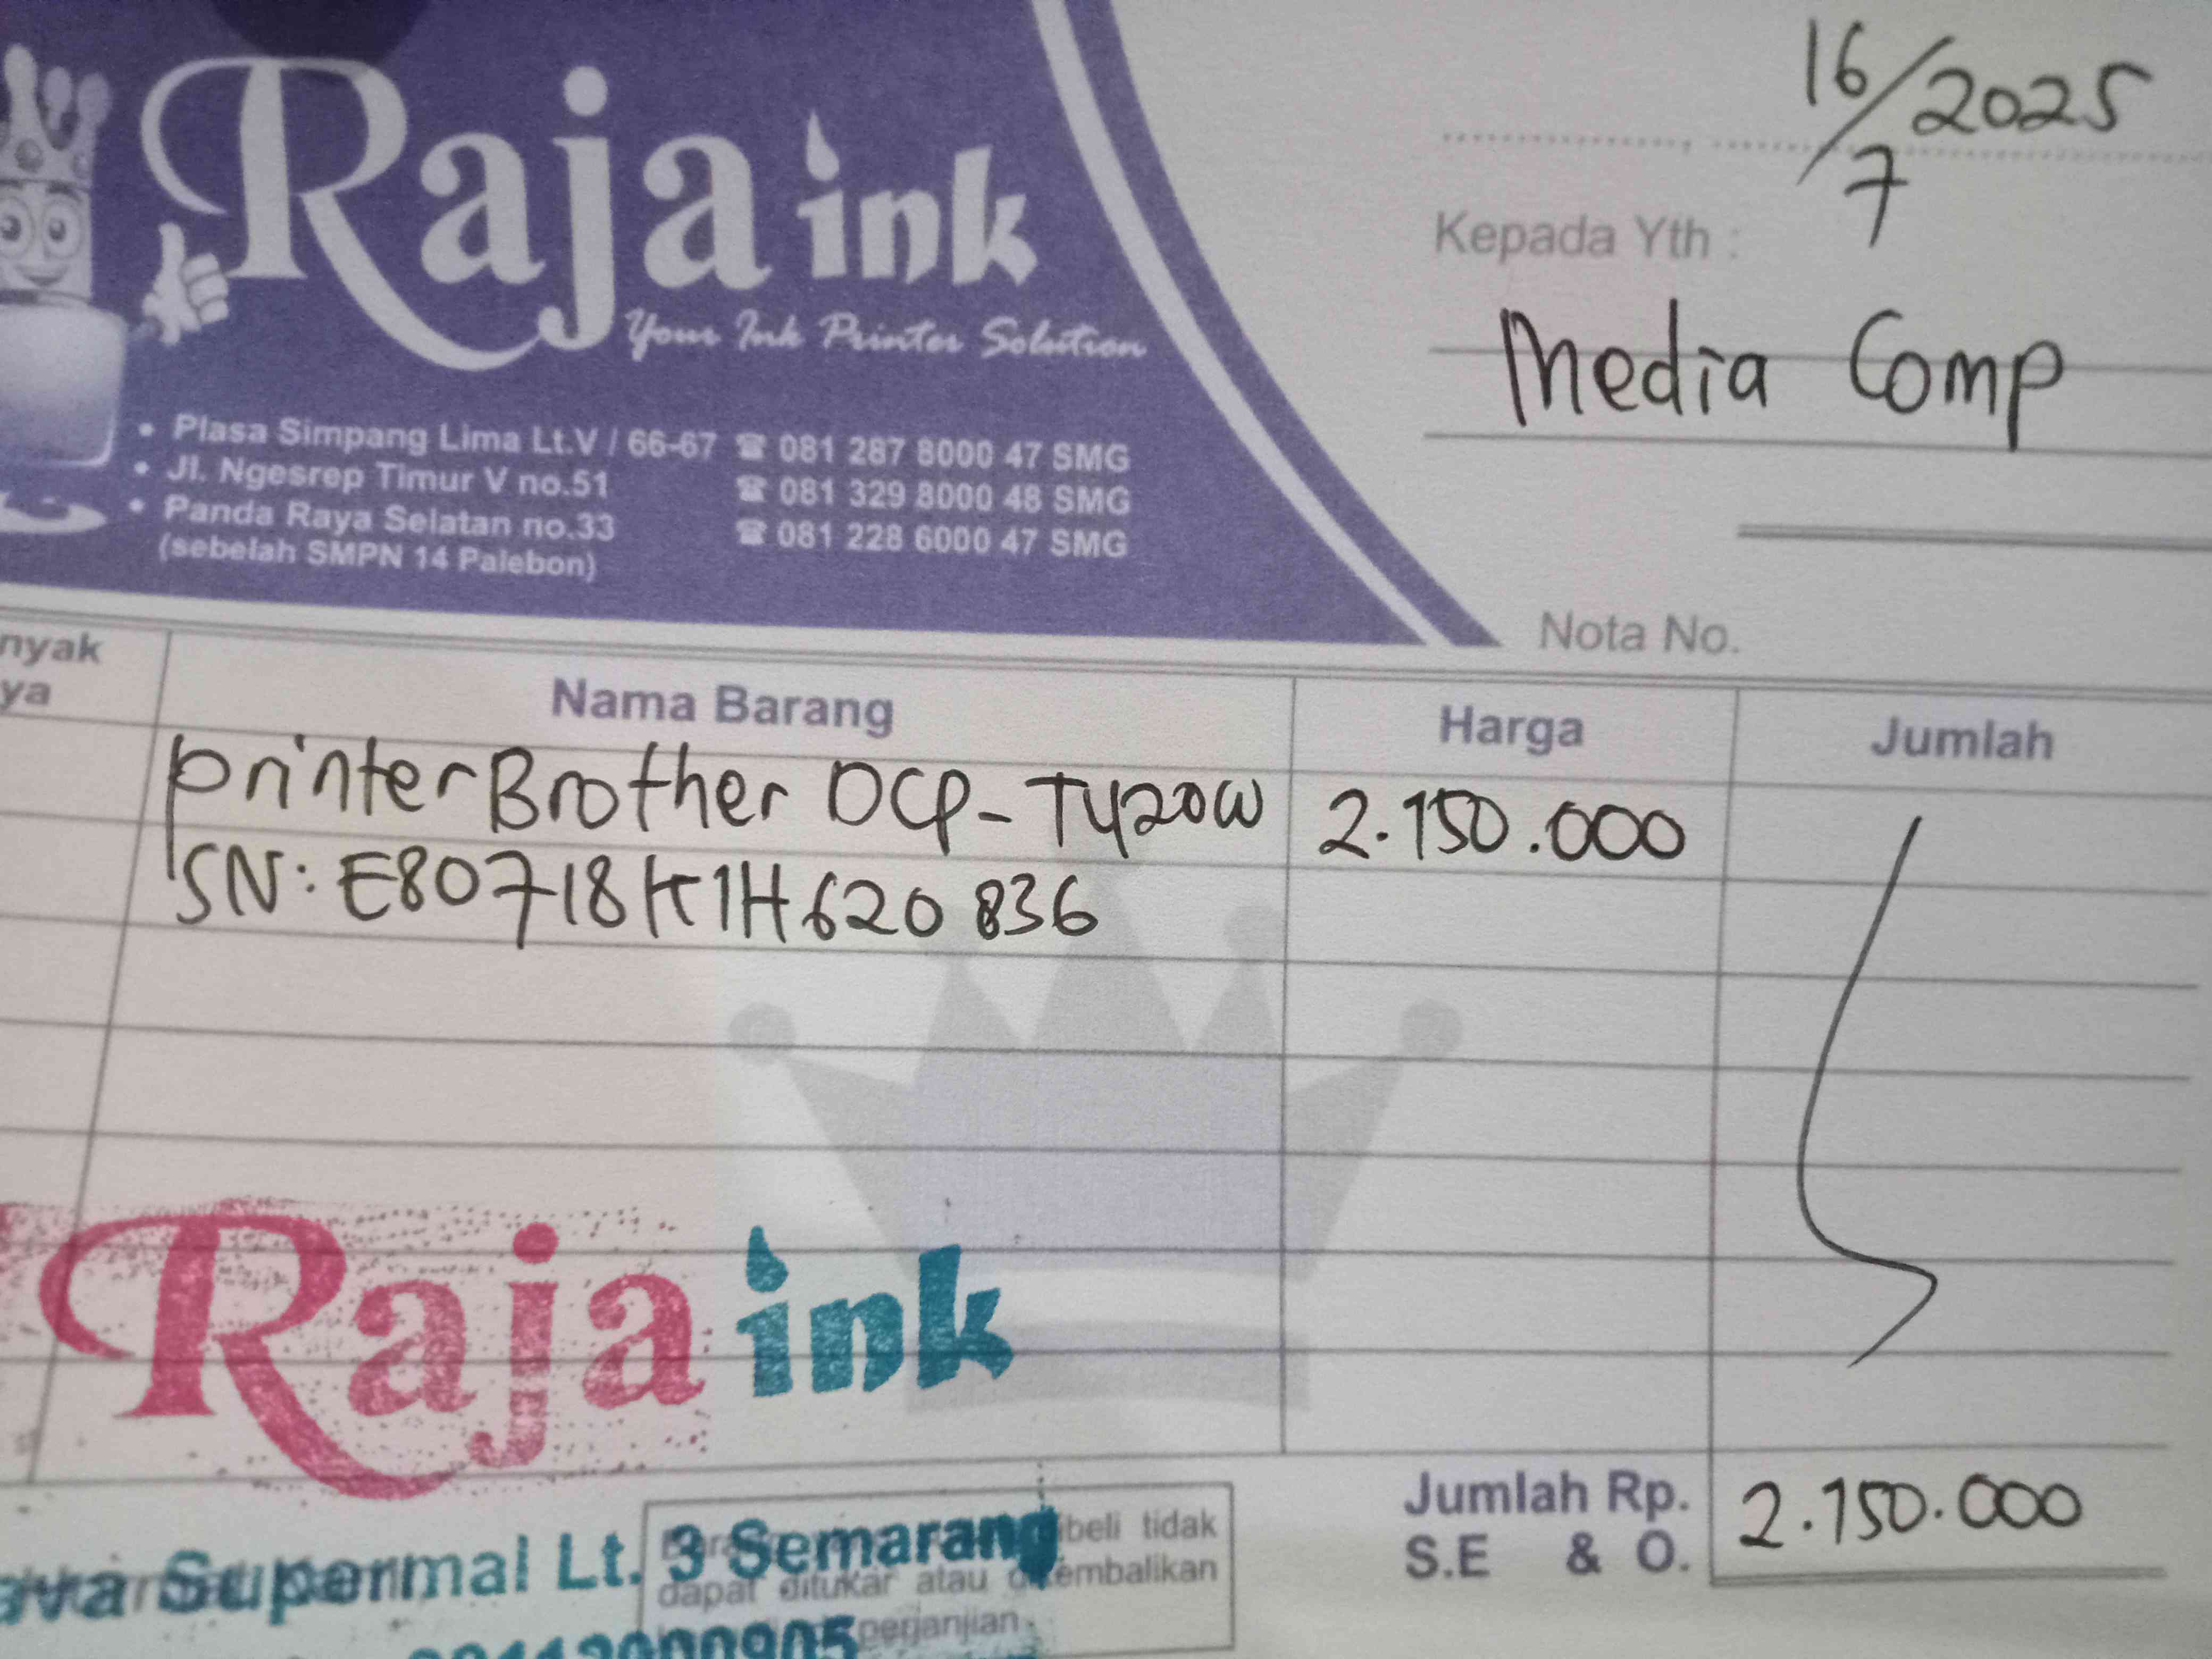 Raja ink
Your Ink Printer Solution
• Plasa Simpang Lima Lt.V / 66-67 ☎ 081 287 8000 47 SMG
• Jl. Ngesrep Timur V no.51 ☎ 081 329 8000 48 SMG
• Panda Raya Selatan no.33 ☎ 081 228 6000 47 SMG
(sebelah SMPN 14 Palebon)
16/7/2025
Kepada Yth :
Media Comp
Nota No.
nyak
ya
Nama Barang Harga Jumlah
Printer Brother DCP-T420W 2.150.000
SN: E80718K1H620836
Raja ink
ava Supermal Lt. 3 Semarang
Jumlah Rp. 2.150.000
S.E & O.
ibeli tidak
dapat ditukar atau dikembalikan
perjanjian